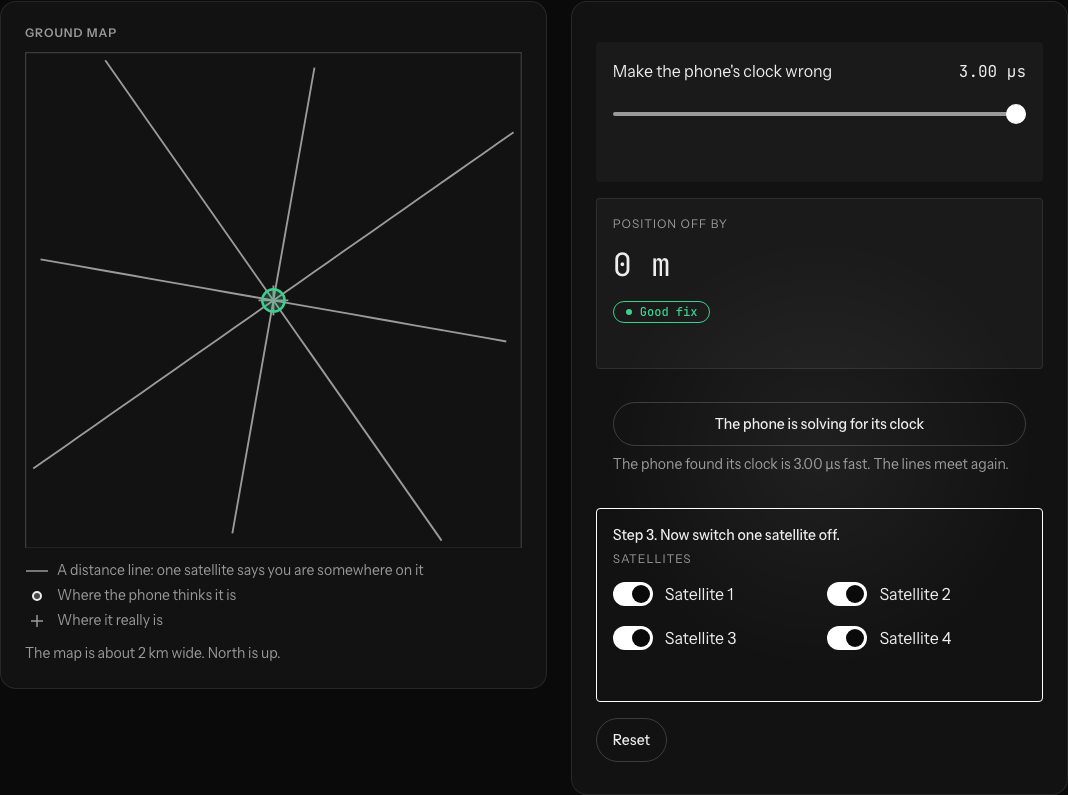 GROUND MAP
A distance line: one satellite says you are somewhere on it
Where the phone thinks it is
Where it really is
The map is about 2 km wide. North is up.
Make the phone's clock wrong
3.00 µs
POSITION OFF BY
0 m
Good fix
The phone is solving for its clock
The phone found its clock is 3.00 µs fast. The lines meet again.
Step 3. Now switch one satellite off.
SATELLITES
Satellite 1
Satellite 2
Satellite 3
Satellite 4
Reset